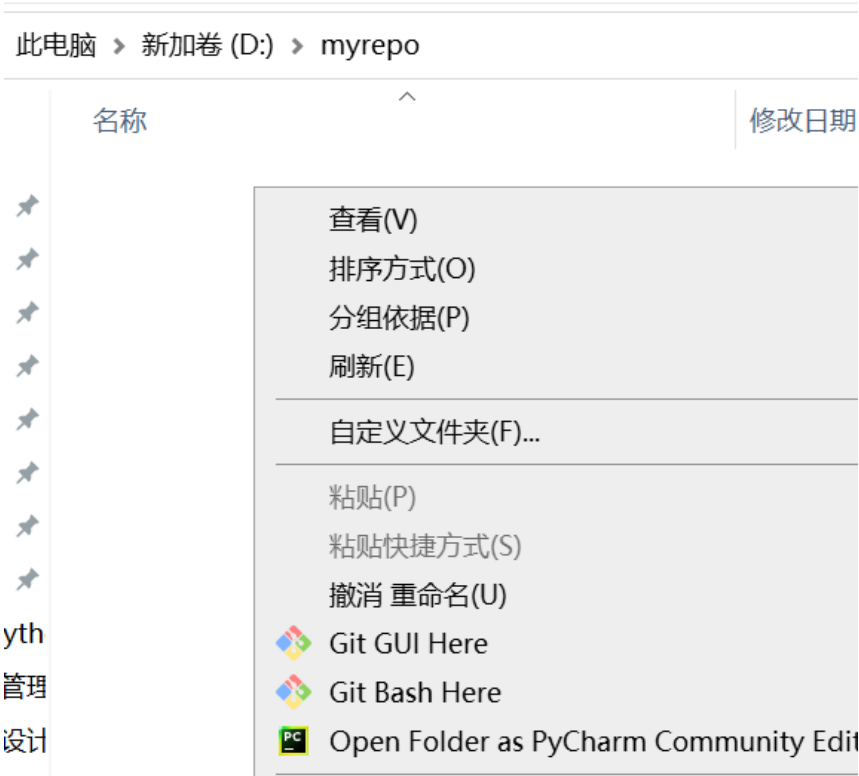 此电脑 > 新加卷 (D:) > myrepo
名称 修改日期
查看(V)
排序方式(O)
分组依据(P)
刷新(E)
自定义文件夹(F)...
粘贴(P)
粘贴快捷方式(S)
撤消 重命名(U)
yth
Git GUI Here
管理
Git Bash Here
设计
PC Open Folder as PyCharm Community Edit